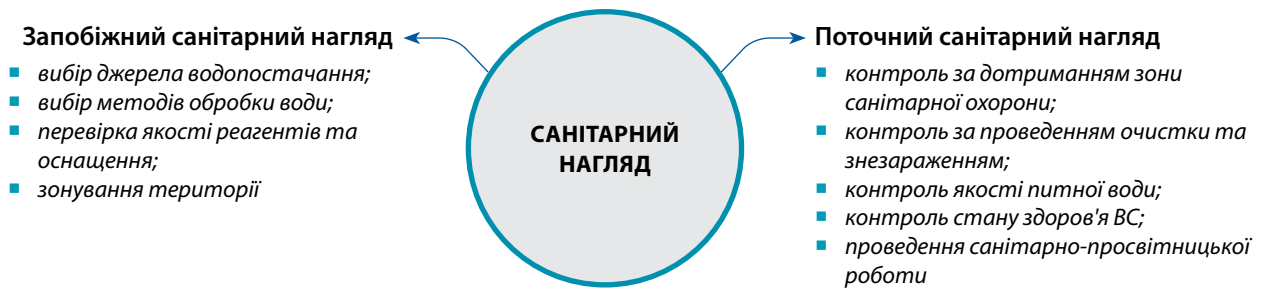 Запобіжний санітарний нагляд
вибір джерела водопостачання;
вибір методів обробки води;
перевірка якості реагентів та
оснащення;
зонування території
САНІТАРНИЙ
НАГЛЯД
Поточний санітарний нагляд
контроль за дотриманням зони
санітарної охорони;
контроль за проведенням очистки та
знезараженням;
контроль якості питної води;
контроль стану здоров'я ВС;
проведення санітарно-просвітницької
роботи